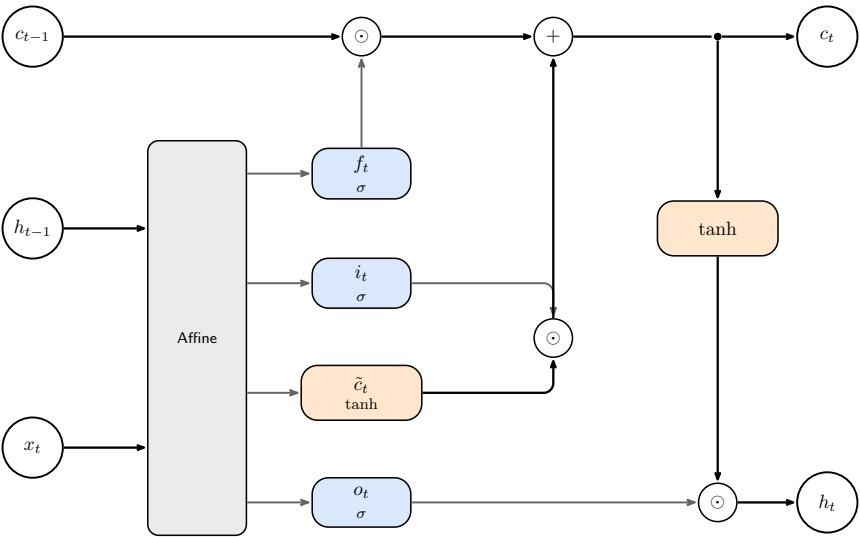 c_{t−1}
⊙
+
c_t
f_t
σ
h_{t−1}
tanh
i_t
σ
Affine
⊙
c̃_t
tanh
x_t
o_t
σ
⊙
h_t